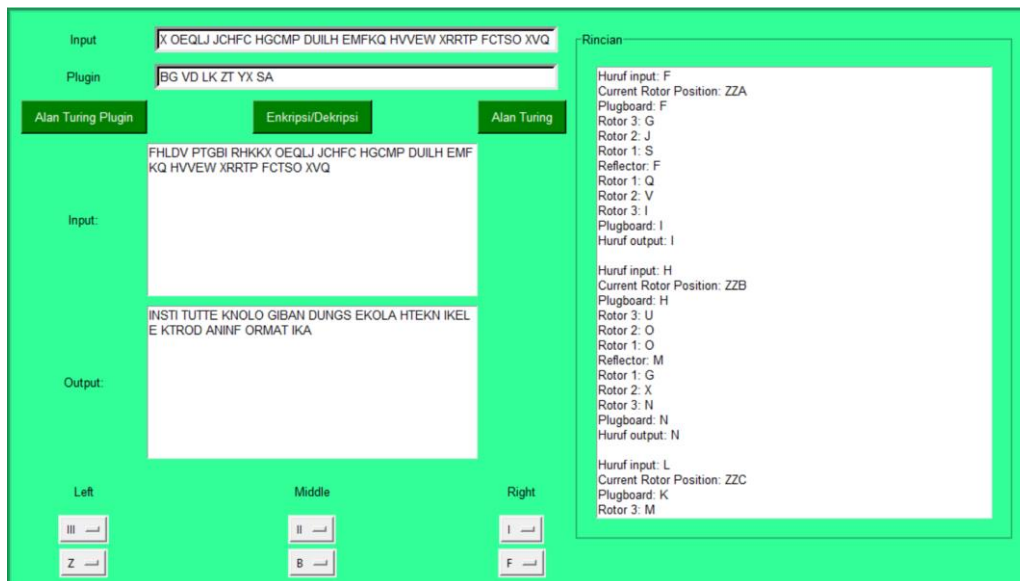 Input
X OEQLJ JCHFC HGCMP DUILH EMFKQ HVVEW XRRTP FCTSO XVQ
Plugin
BG VD LK ZT YX SA
Alan Turing Plugin
Enkripsi/Dekripsi
Alan Turing
Input:
FHLDV PTGBI RHKKX OEQLJ JCHFC HGCMP DUILH EMF
KQ HVVEW XRRTP FCTSO XVQ
Output:
INSTI TUTTE KNOLO GIBAN DUNGS EKOLA HTEKN IKEL
E KTROD ANINF ORMAT IKA
Left
Middle
Right
III
II
I
Z
B
F
Rincian
Huruf input: F
Current Rotor Position: ZZA
Plugboard: F
Rotor 3: G
Rotor 2: J
Rotor 1: S
Reflector: F
Rotor 1: Q
Rotor 2: V
Rotor 3: I
Plugboard: I
Huruf output: I
Huruf input: H
Current Rotor Position: ZZB
Plugboard: H
Rotor 3: U
Rotor 2: O
Rotor 1: O
Reflector: M
Rotor 1: G
Rotor 2: X
Rotor 3: N
Plugboard: N
Huruf output: N
Huruf input: L
Current Rotor Position: ZZC
Plugboard: K
Rotor 3: M